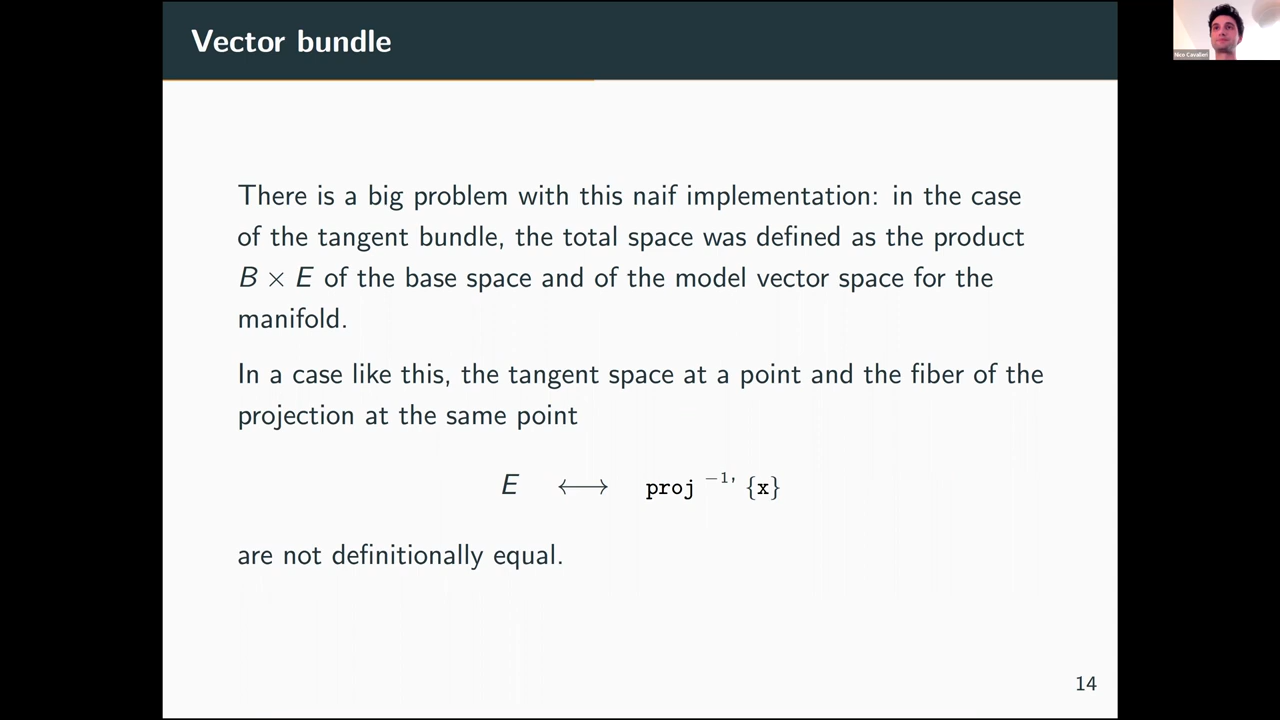 Vector bundle
Nico Cavalleri
There is a big problem with this naif implementation: in the case
of the tangent bundle, the total space was defined as the product
B × E of the base space and of the model vector space for the
manifold.
In a case like this, the tangent space at a point and the fiber of the
projection at the same point
E ⟷ proj ⁻¹' {x}
are not definitionally equal.
14